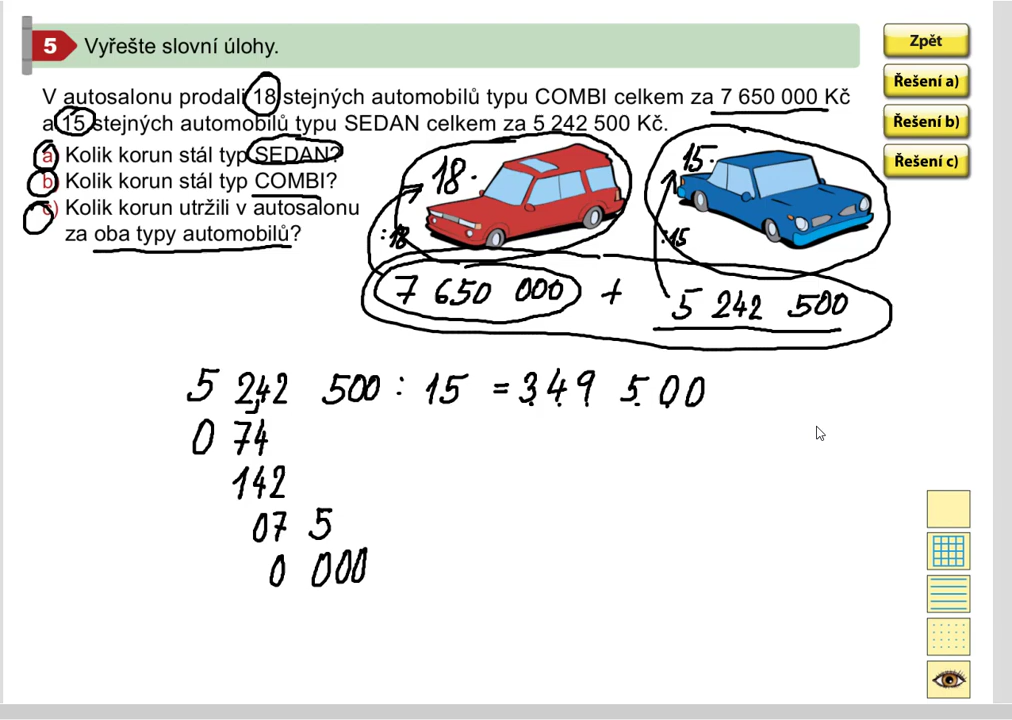 5 Vyřešte slovní úlohy.
Zpět
Řešení a)
Řešení b)
Řešení c)
V autosalonu prodali 18 stejných automobilů typu COMBI celkem za 7 650 000 Kč
a 15 stejných automobilů typu SEDAN celkem za 5 242 500 Kč.
a) Kolik korun stál typ SEDAN?
b) Kolik korun stál typ COMBI?
c) Kolik korun utržili v autosalonu
za oba typy automobilů?
18·
15·
:18
:15
7 650 000 + 5 242 500
5 242 500 : 15 = 349 500
0 74
142
07 5
0 000